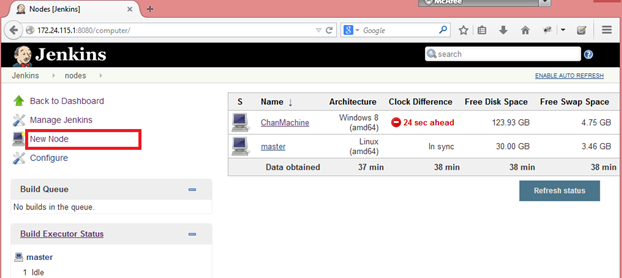 Nodes [Jenkins]
McAfee
172.24.115.1:8080/computer/
Google
Jenkins
search
Jenkins
nodes
ENABLE AUTO REFRESH
Back to Dashboard
Manage Jenkins
New Node
Configure
Build Queue
No builds in the queue.
Build Executor Status
master
1 Idle
S Name ↓ Architecture Clock Difference Free Disk Space Free Swap Space
ChanMachine Windows 8 (amd64) 24 sec ahead 123.93 GB 4.75 GB
master Linux (amd64) In sync 30.00 GB 3.46 GB
Data obtained 37 min 38 min 38 min 38 min
Refresh status